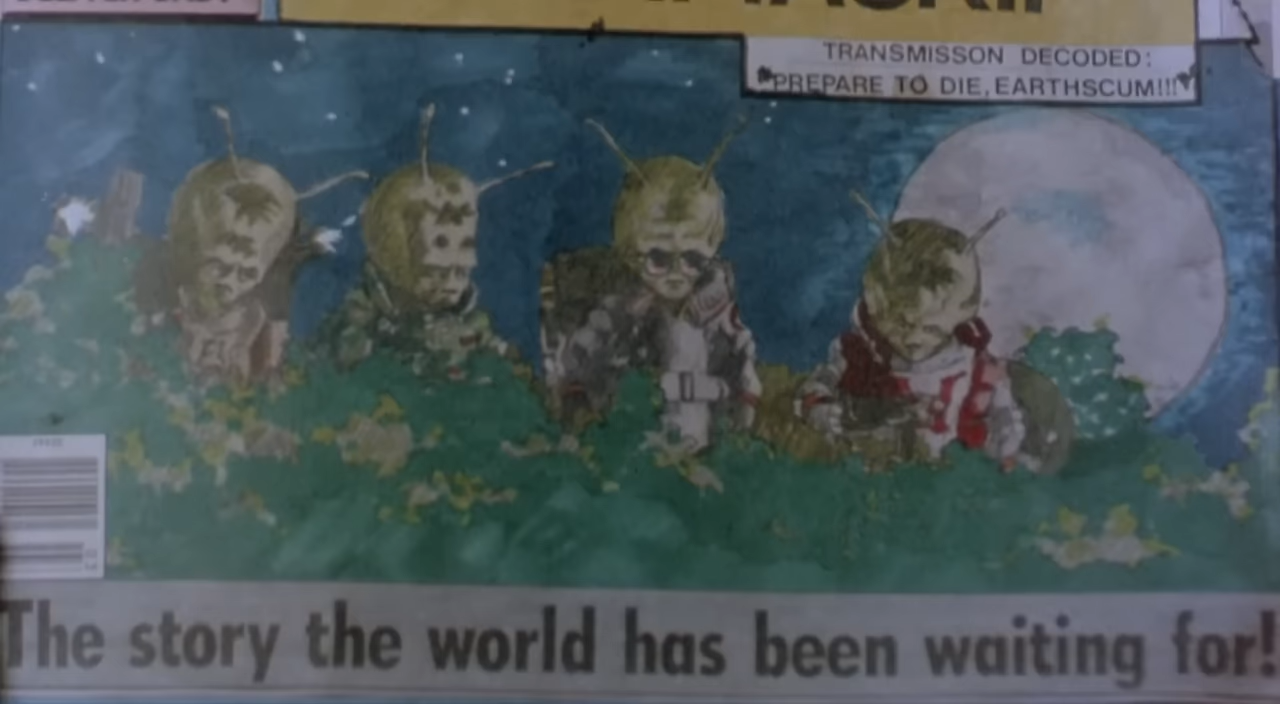 TRANSMISSON DECODED:
"PREPARE TO DIE,EARTHSCUM!!!"
The story the world has been waiting for!